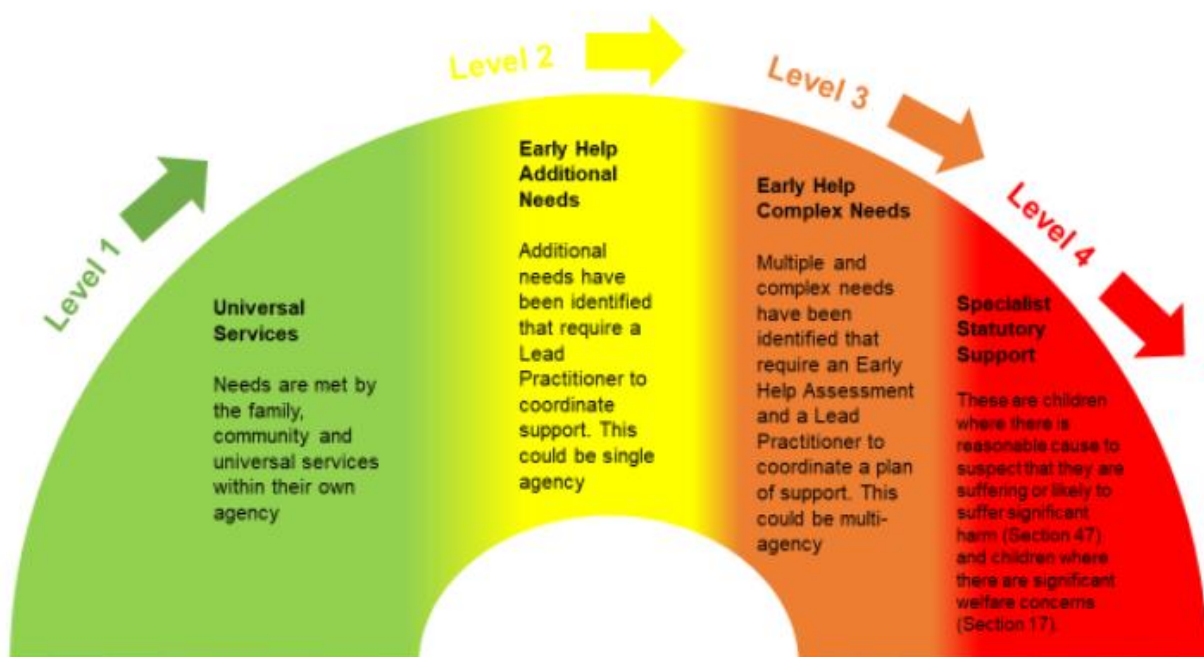 Level 1
Universal
Services
Needs are met by
the family,
community and
universal services
within their own
agency
Level 2
Early Help
Additional
Needs
Additional
needs have
been identified
that require a
Lead
Practitioner to
coordinate
support. This
could be single
agency
Level 3
Early Help
Complex Needs
Multiple and
complex needs
have been
identified that
require an Early
Help Assessment
and a Lead
Practitioner to
coordinate a plan
of support. This
could be multi-
agency
Level 4
Specialist
Statutory
Support
These are children
where there is
reasonable cause to
suspect that they are
suffering or likely to
suffer significant
harm (Section 47)
and children where
there are significant
welfare concerns
(Section 17).